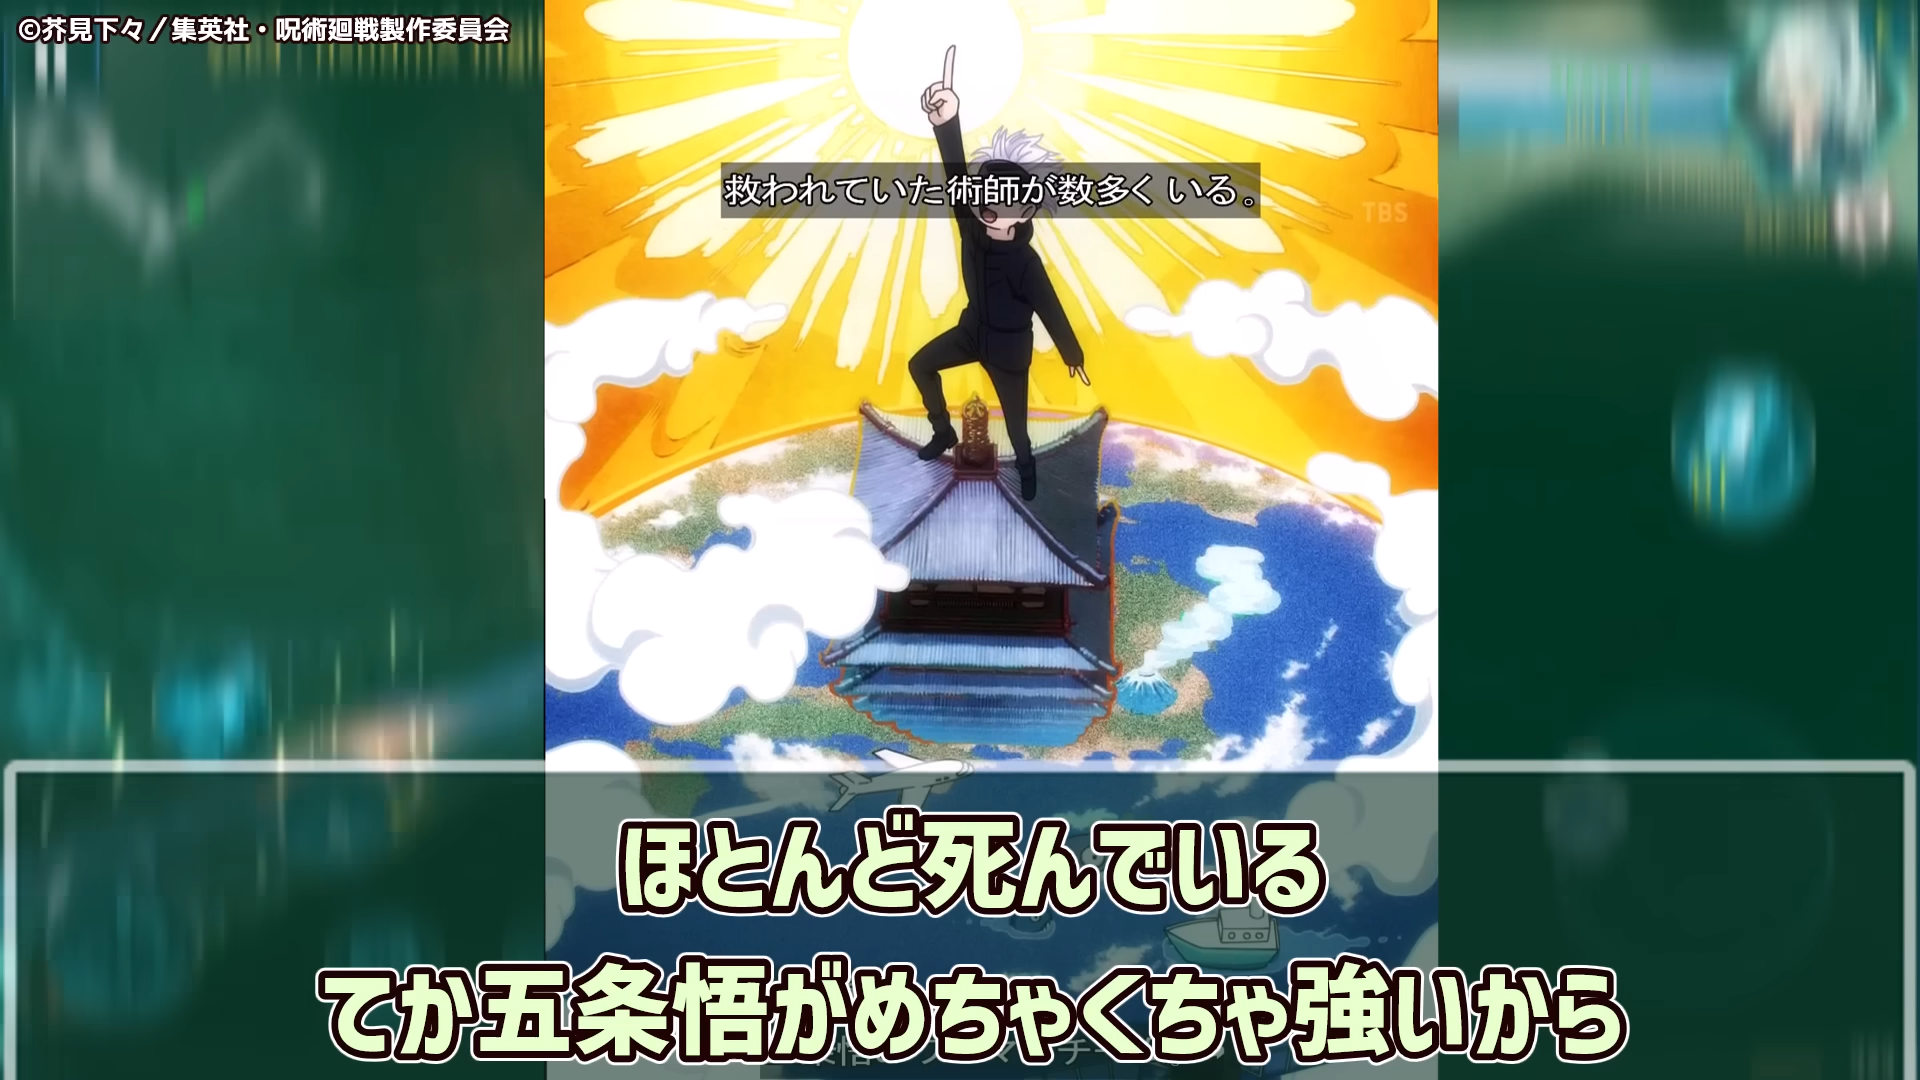 ©芥見下々／集英社・呪術廻戦製作委員会
救われていた術師が数多くいる。
TBS
ほとんど死んでいる
てか五条悟がめちゃくちゃ強いから